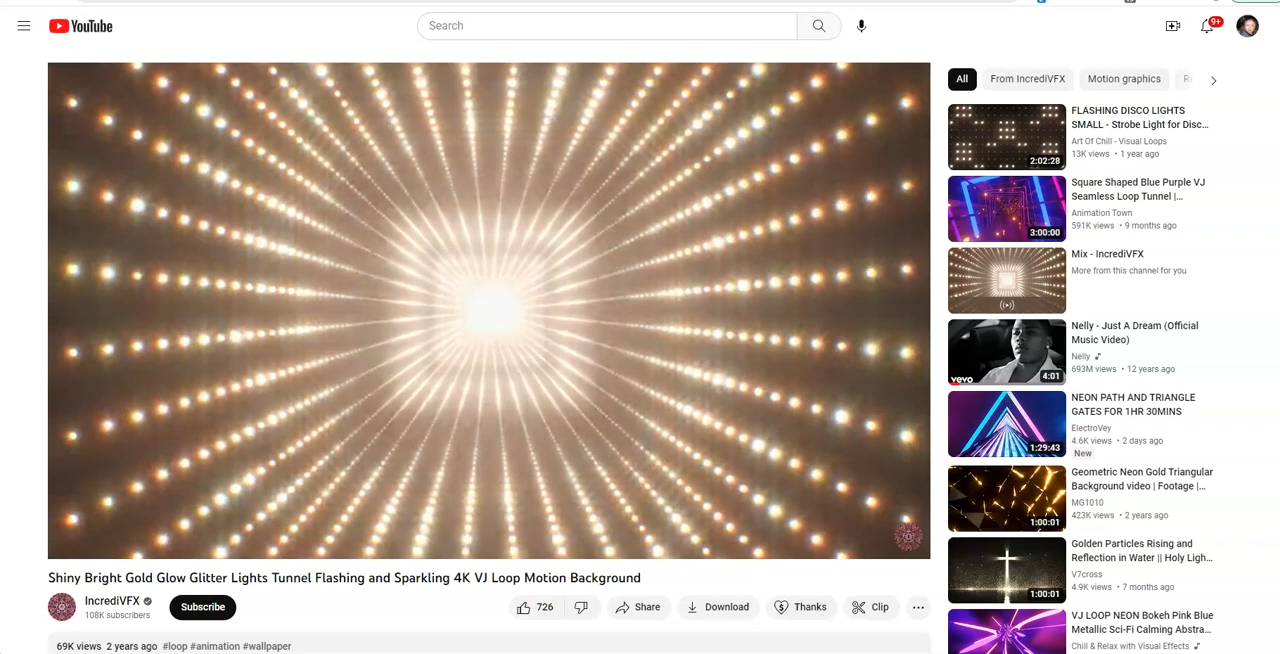 YouTube
Search
9+
All
From IncrediVFX
Motion graphics
FLASHING DISCO LIGHTS
SMALL - Strobe Light for Disc...
Art Of Chill - Visual Loops
13K views • 1 year ago
2:02:28
Square Shaped Blue Purple VJ
Seamless Loop Tunnel |...
Animation Town
591K views • 9 months ago
3:00:00
Mix - IncrediVFX
More from this channel for you
Nelly - Just A Dream (Official
Music Video)
Nelly
693M views • 12 years ago
vevo
4:01
NEON PATH AND TRIANGLE
GATES FOR 1HR 30MINS
ElectroVey
4.6K views • 2 days ago
New
1:29:43
Geometric Neon Gold Triangular
Background video | Footage |...
MG1010
423K views • 2 years ago
1:00:01
Golden Particles Rising and
Reflection in Water || Holy Ligh...
V7cross
4.9K views • 7 months ago
1:00:01
VJ LOOP NEON Bokeh Pink Blue
Metallic Sci-Fi Calming Abstra...
Chill & Relax with Visual Effects
Shiny Bright Gold Glow Glitter Lights Tunnel Flashing and Sparkling 4K VJ Loop Motion Background
IncrediVFX
108K subscribers
Subscribe
726
Share
Download
Thanks
Clip
69K views 2 years ago #loop #animation #wallpaper